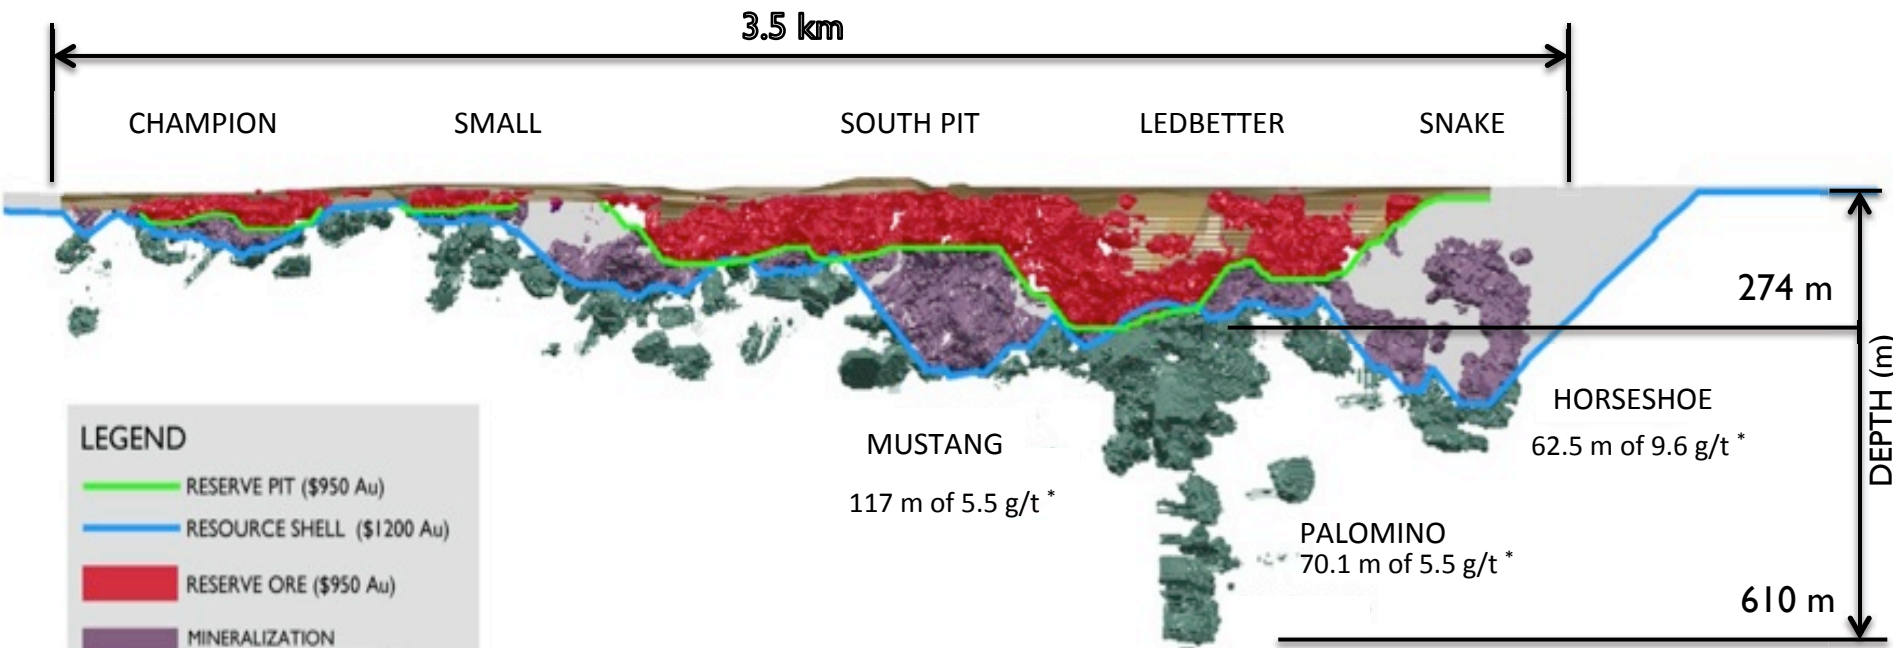 3.5 km
CHAMPION
SMALL
SOUTH PIT
LEDBETTER
SNAKE
274 m
DEPTH (m)
HORSESHOE
62.5 m of 9.6 g/t *
MUSTANG
117 m of 5.5 g/t *
PALOMINO
70.1 m of 5.5 g/t *
610 m
LEGEND
RESERVE PIT ($950 Au)
RESOURCE SHELL ($1200 Au)
RESERVE ORE ($950 Au)
MINERALIZATION